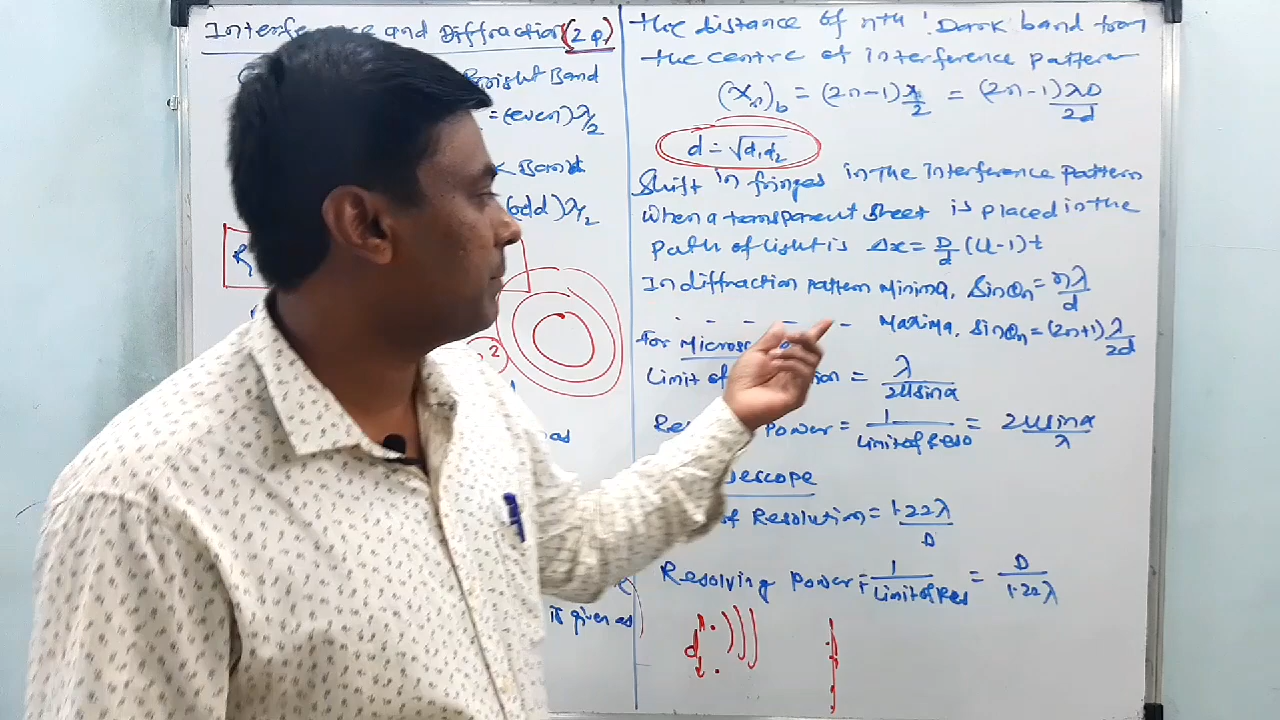 Interference and Diffraction (2 Q)
Bright Band
= (even) λ/2
Band
(odd) λ/2
R
2
as
is given as
the distance of nth Dark band from
the centre of interference pattern
(Xn)b = (2n-1) X/2 = (2n-1) λD/2d
d = √d1d2
Shift in fringes in the Interference Pattern
when a transparent sheet is placed in the
path of light is Δx = D/d (μ-1) t
In diffraction pattern Minima, Sinθn = nλ/d
- - - - - Maxima, sinθn = (2n+1) λ/2d
for Micros
Limit of = λ/2μsinα
Power = 1/Limit of Reso = 2μsinα/λ
escope
of Resolution = 1.22λ/D
Resolving Power = 1/Limit of Res = D/1.22λ
d